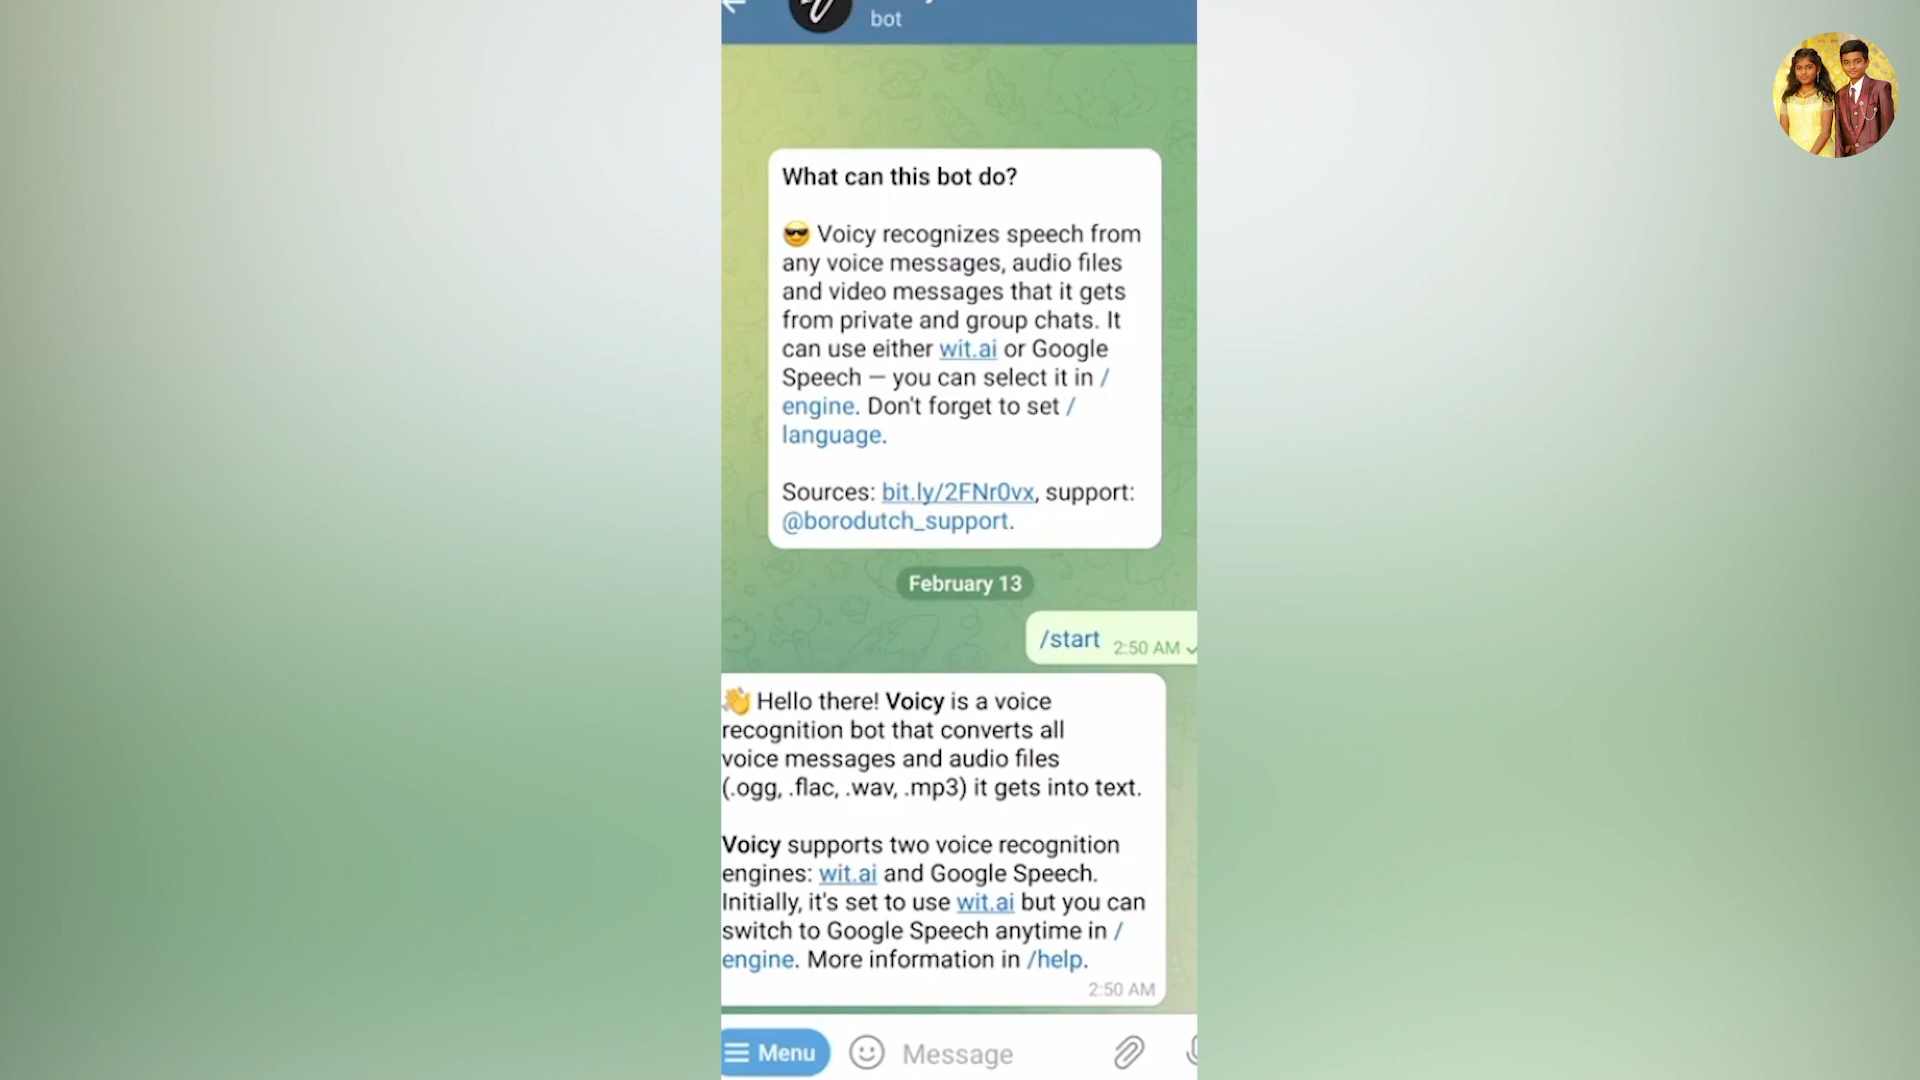 bot
What can this bot do?
😎 Voicy recognizes speech from
any voice messages, audio files
and video messages that it gets
from private and group chats. It
can use either wit.ai or Google
Speech — you can select it in /
engine. Don't forget to set /
language.
Sources: bit.ly/2FNr0vx, support:
@borodutch_support.
February 13
/start 2:50 AM
👋 Hello there! Voicy is a voice
recognition bot that converts all
voice messages and audio files
(.ogg, .flac, .wav, .mp3) it gets into text.
Voicy supports two voice recognition
engines: wit.ai and Google Speech.
Initially, it's set to use wit.ai but you can
switch to Google Speech anytime in /
engine. More information in /help.
2:50 AM
Menu
Message